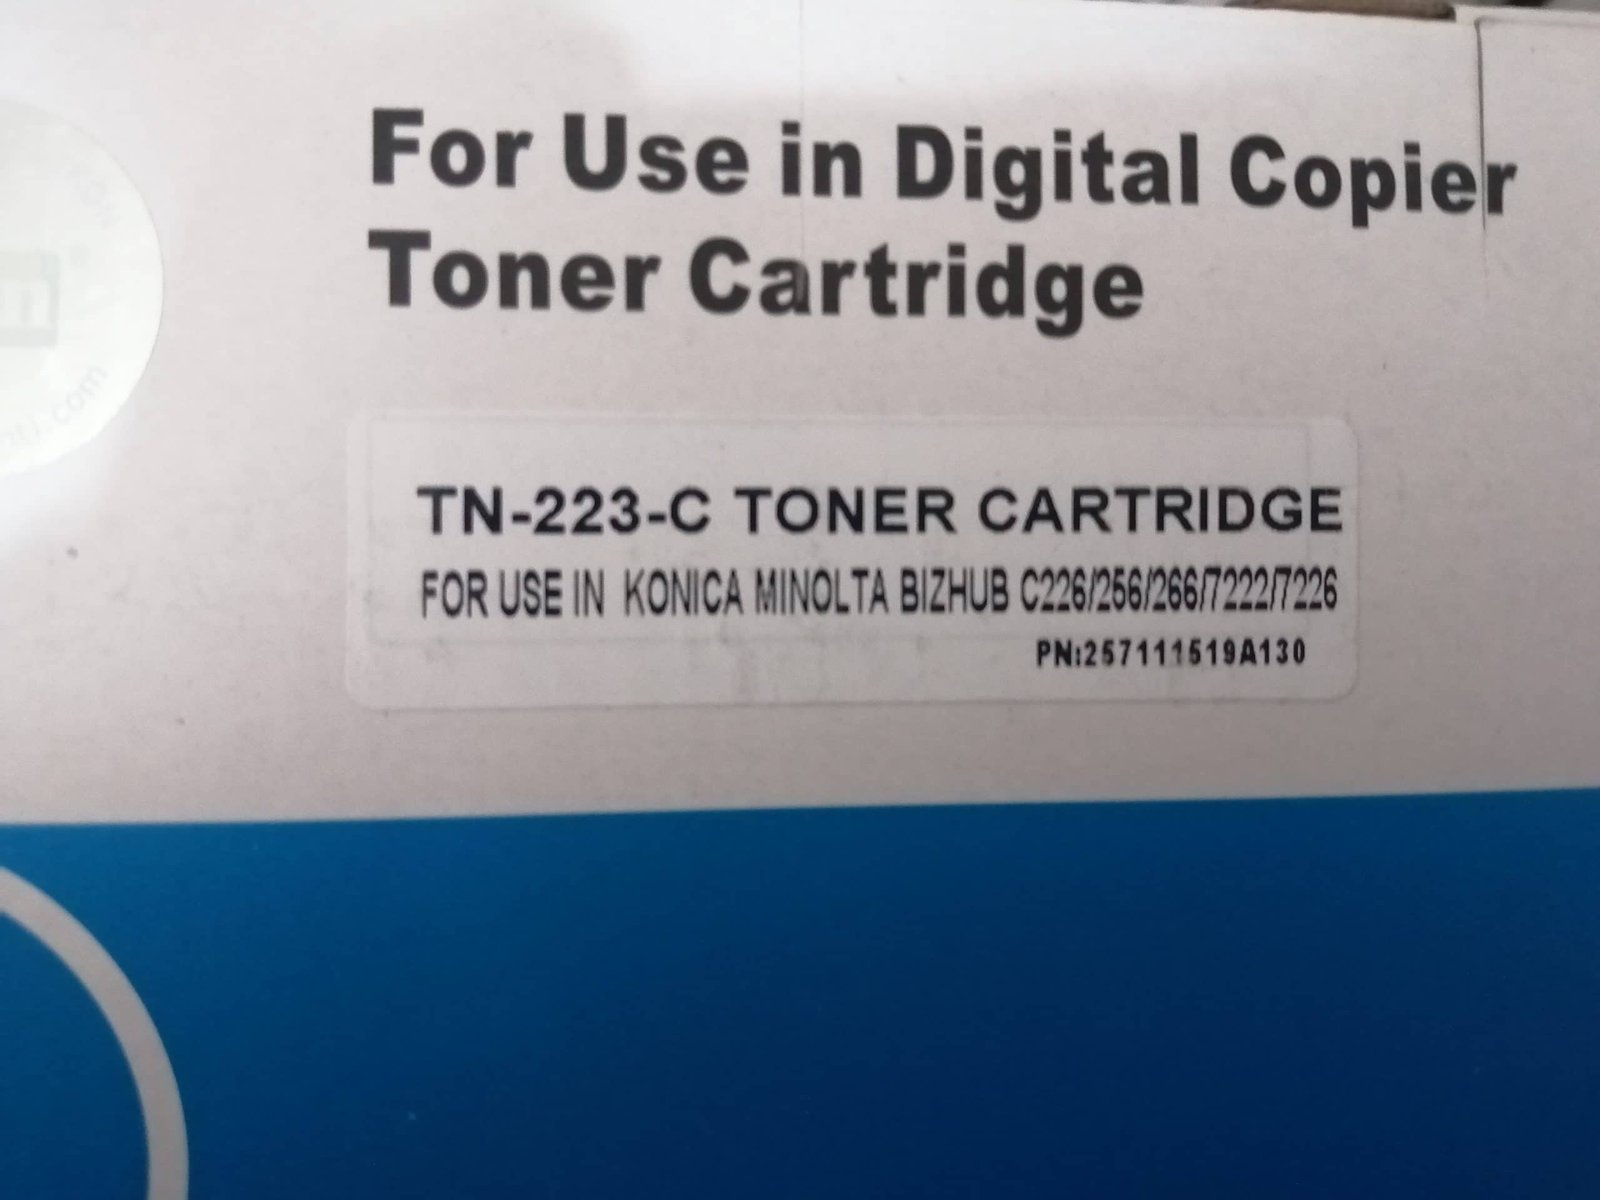 For Use in Digital Copier
Toner Cartridge
TN-223-C TONER CARTRIDGE
FOR USE IN KONICA MINOLTA BIZHUB C226/256/266/7222/7226
PN:257111519A130